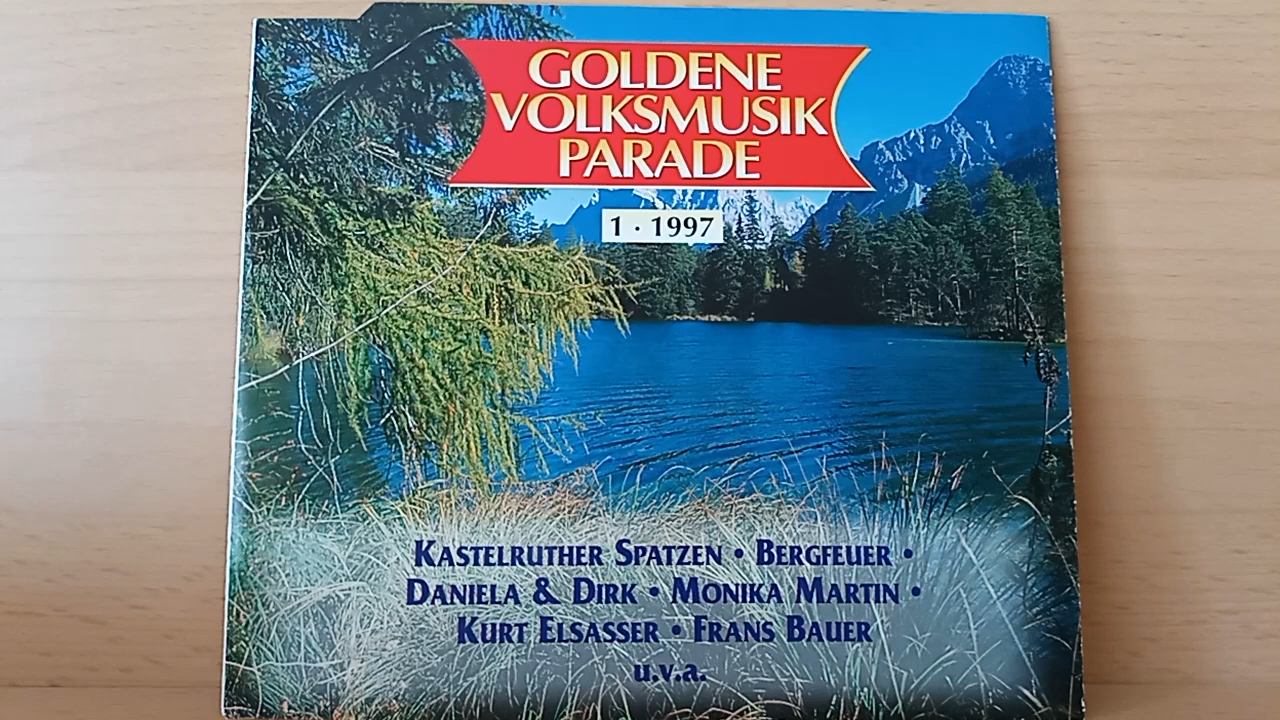 GOLDENE
VOLKSMUSIK
PARADE
1 · 1997
KASTELRUTHER SPATZEN • BERGFEUER •
DANIELA & DIRK • MONIKA MARTIN •
KURT ELSASSER • FRANS BAUER
u.v.a.